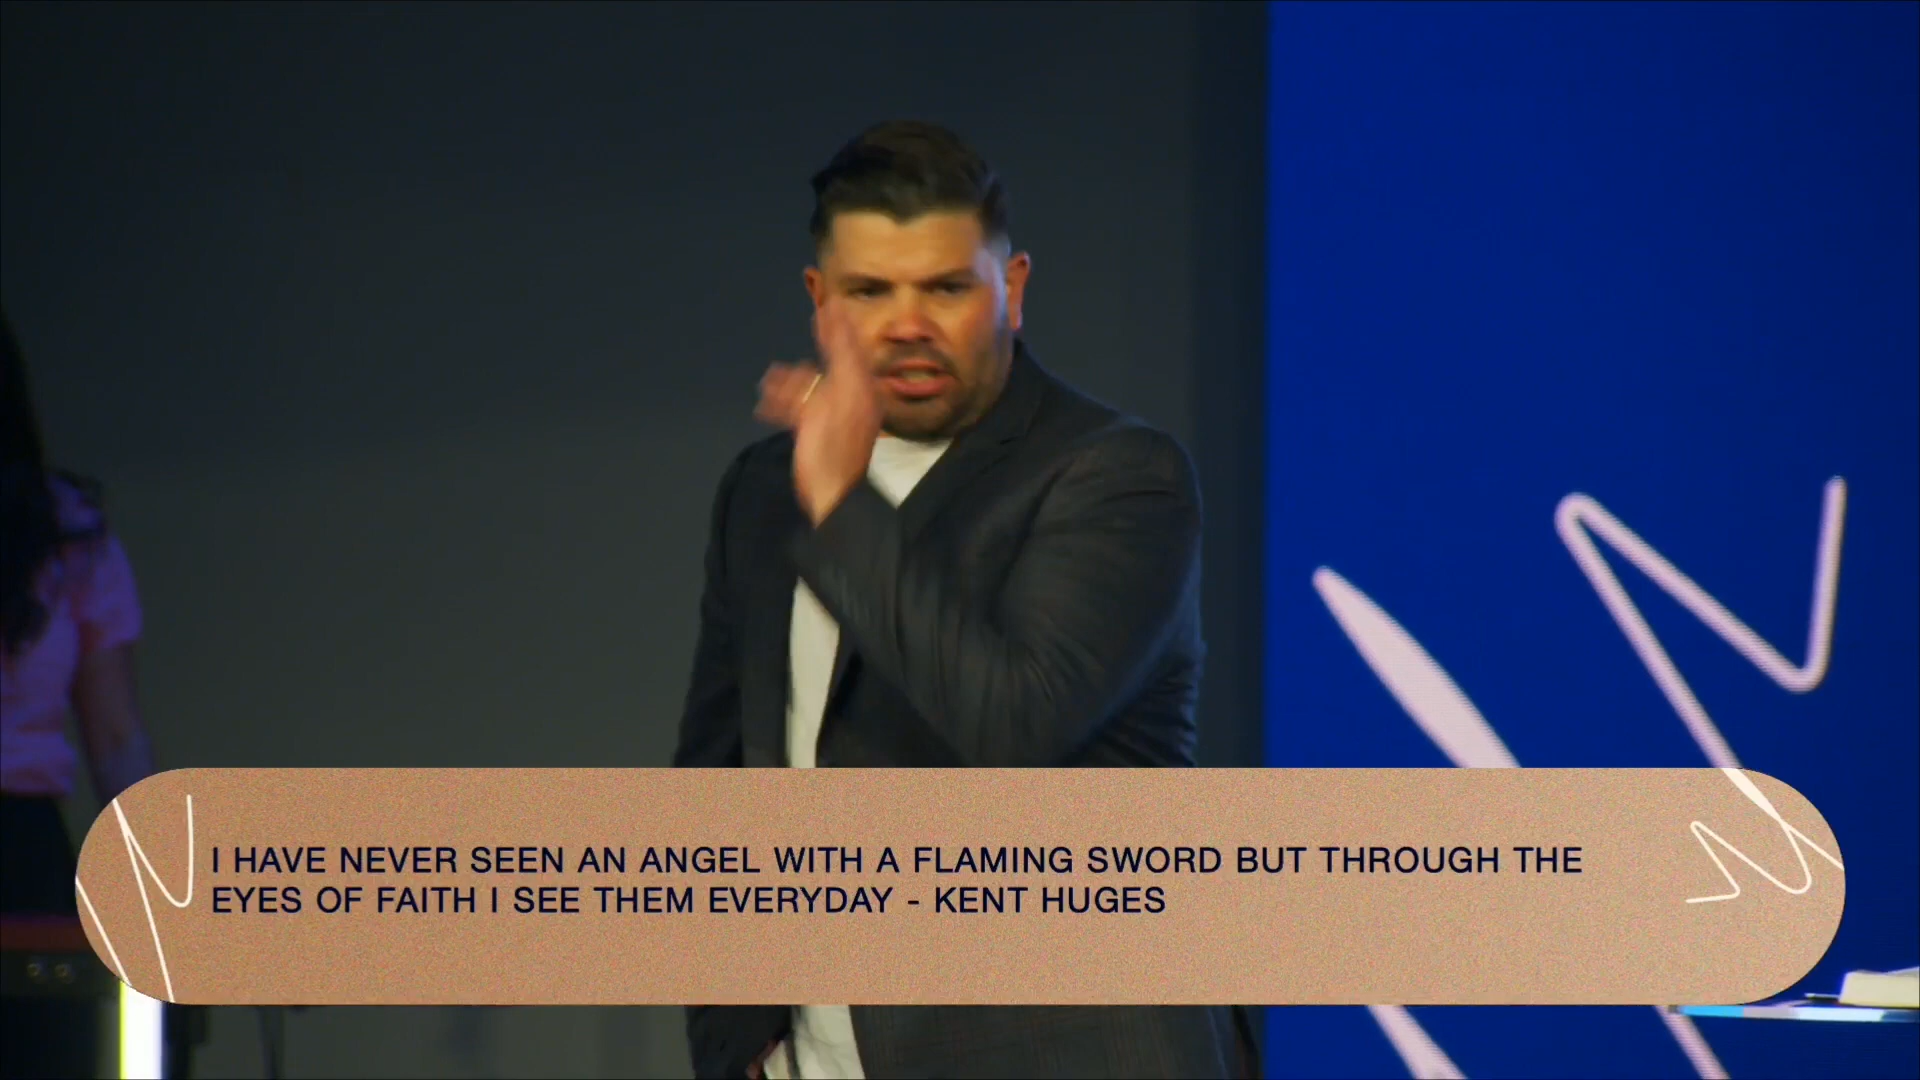 I HAVE NEVER SEEN AN ANGEL WITH A FLAMING SWORD BUT THROUGH THE
EYES OF FAITH I SEE THEM EVERYDAY - KENT HUGES